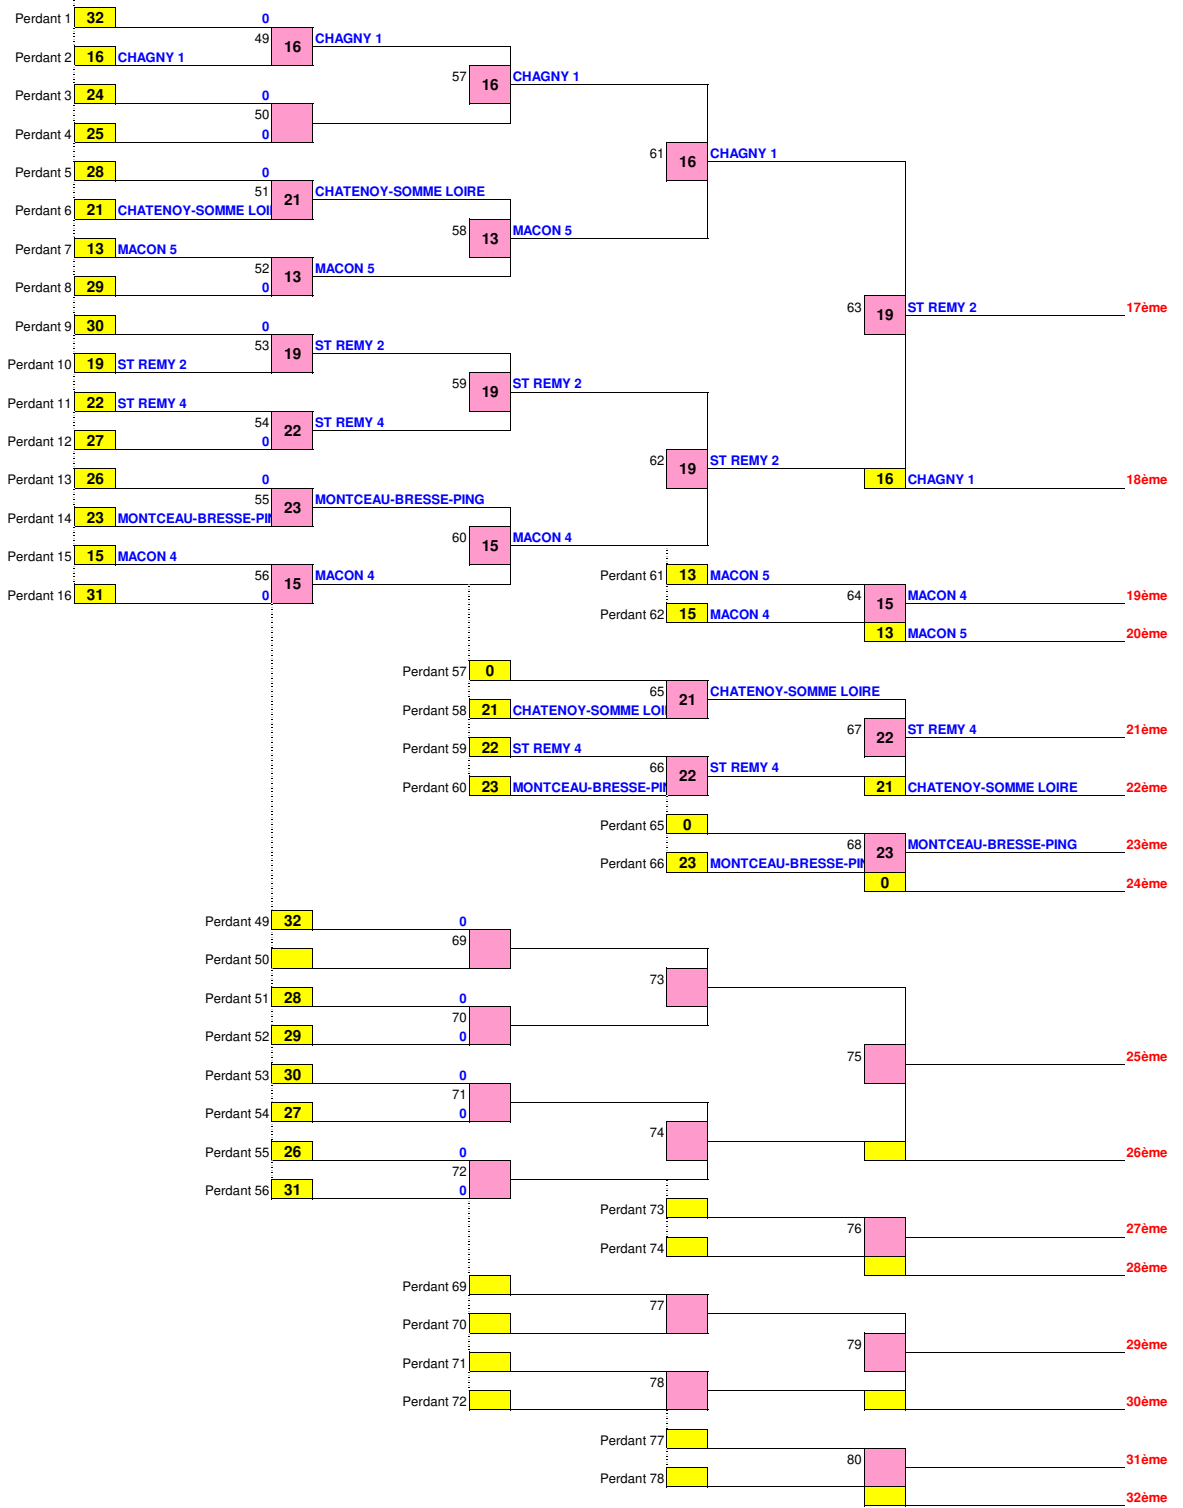 Perdant 1 32 0
49 16 CHAGNY 1
Perdant 2 16 CHAGNY 1
57 16 CHAGNY 1
Perdant 3 24 0
50
Perdant 4 25 0
61 16 CHAGNY 1
Perdant 5 28 0
51 21 CHATENOY-SOMME LOIRE
Perdant 6 21 CHATENOY-SOMME LOI
58 13 MACON 5
Perdant 7 13 MACON 5
52 13 MACON 5
Perdant 8 29 0
63 19 ST REMY 2 17ème
Perdant 9 30 0
53 19 ST REMY 2
Perdant 10 19 ST REMY 2
59 19 ST REMY 2
Perdant 11 22 ST REMY 4
54 22 ST REMY 4
Perdant 12 27 0
62 19 ST REMY 2
Perdant 13 26 0
16 CHAGNY 1 18ème
55 23 MONTCEAU-BRESSE-PING
Perdant 14 23 MONTCEAU-BRESSE-PI
60 15 MACON 4
Perdant 15 15 MACON 4
56 15 MACON 4
Perdant 61 13 MACON 5
Perdant 16 31 0
64 15 MACON 4 19ème
Perdant 62 15 MACON 4
13 MACON 5 20ème
Perdant 57 0
65 21 CHATENOY-SOMME LOIRE
Perdant 58 21 CHATENOY-SOMME LOI
67 22 ST REMY 4 21ème
Perdant 59 22 ST REMY 4
66 22 ST REMY 4
Perdant 60 23 MONTCEAU-BRESSE-PI
21 CHATENOY-SOMME LOIRE 22ème
Perdant 65 0
68 23 MONTCEAU-BRESSE-PING 23ème
Perdant 66 23 MONTCEAU-BRESSE-PI
0 24ème
Perdant 49 32 0
69
Perdant 50
73
Perdant 51 28 0
70
Perdant 52 29 0
75 25ème
Perdant 53 30 0
71
Perdant 54 27 0
74
Perdant 55 26 0
26ème
72
Perdant 56 31 0
Perdant 73
76 27ème
Perdant 74
28ème
Perdant 69
77
Perdant 70
79 29ème
Perdant 71
78
Perdant 72
30ème
Perdant 77
80 31ème
Perdant 78
32ème